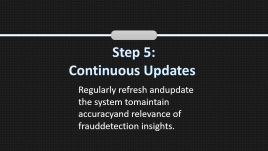 Step 5:
Continuous Updates
Regularly refresh andupdate
the system tomaintain
accuracyand relevance of
frauddetection insights.